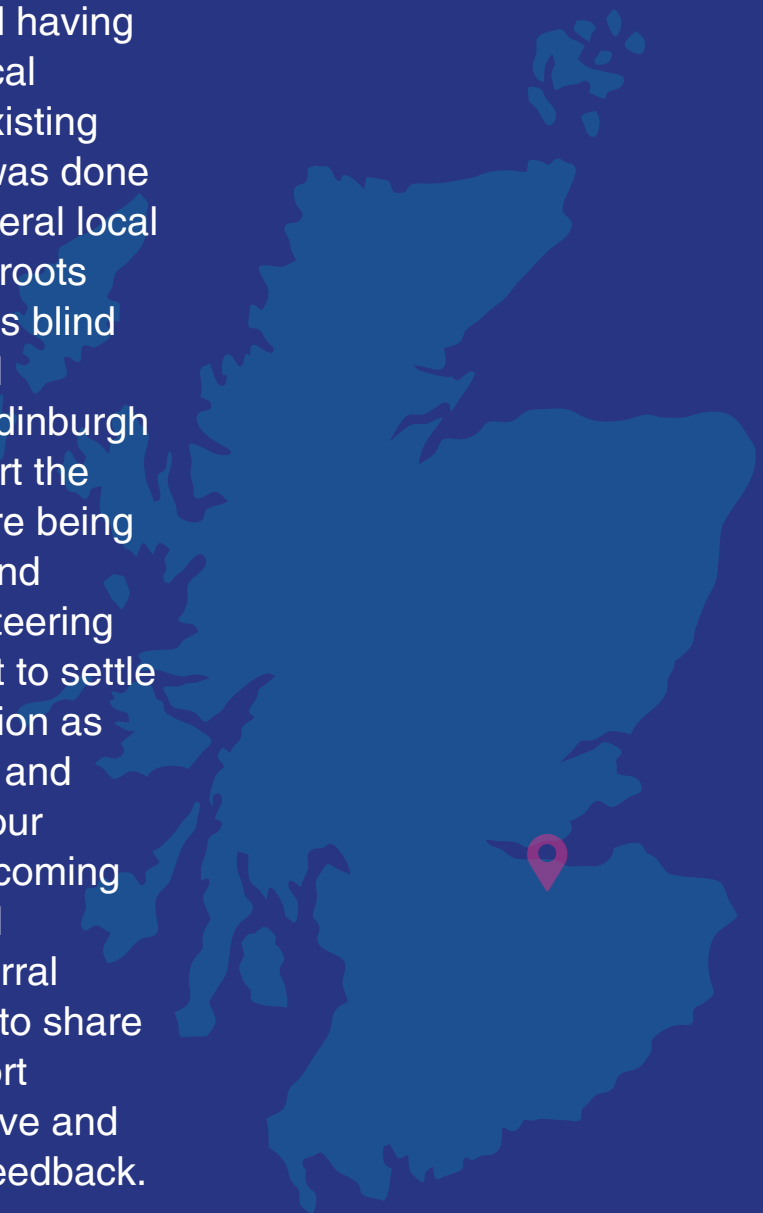 having
xisting
was done
eral local
roots
s blind
dinburgh
rt the
re being
nd
teering
t to settle
ion as
and
our
coming
rral
to share
rt
ve and
eedback.